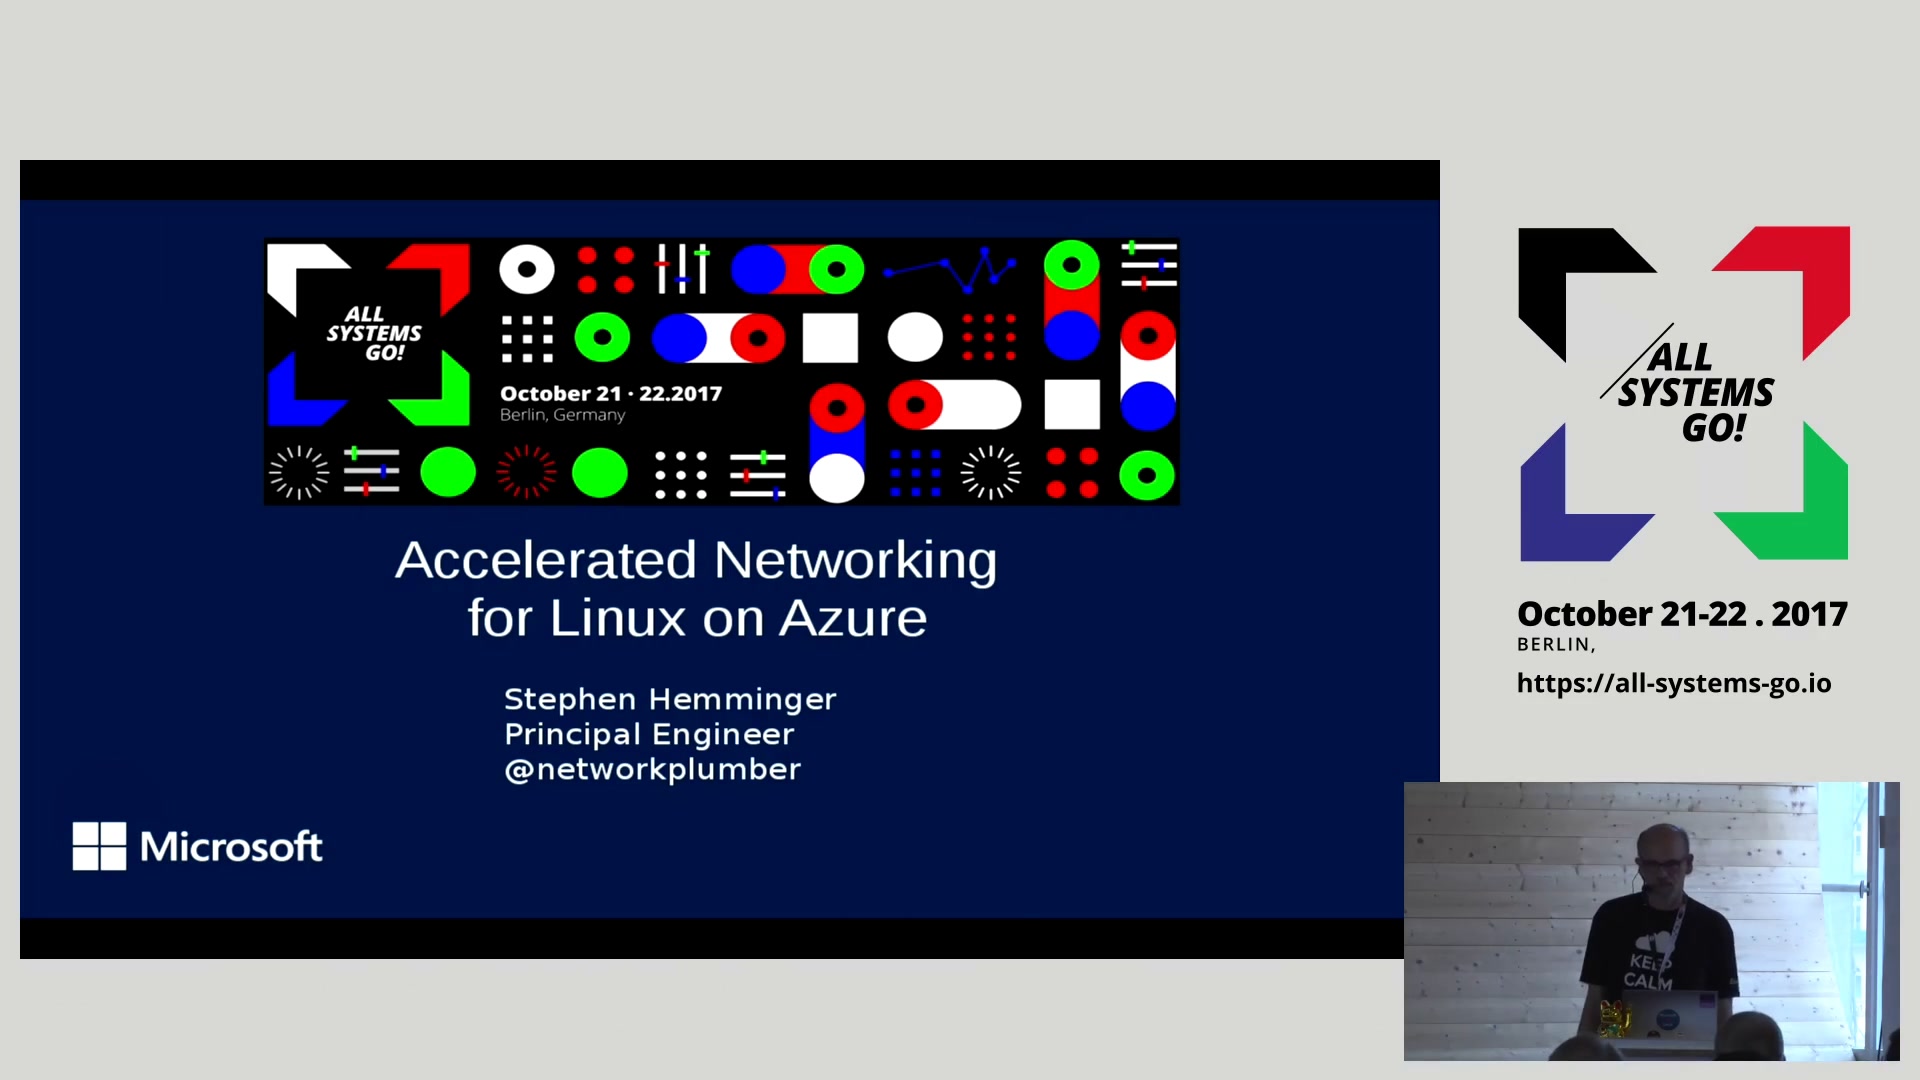 ALL
SYSTEMS
GO!
October 21 · 22.2017
Berlin, Germany
Accelerated Networking
for Linux on Azure
Stephen Hemminger
Principal Engineer
@networkplumber
Microsoft
ALL
SYSTEMS
GO!
October 21-22 . 2017
BERLIN,
https://all-systems-go.io
KEEP
CALM